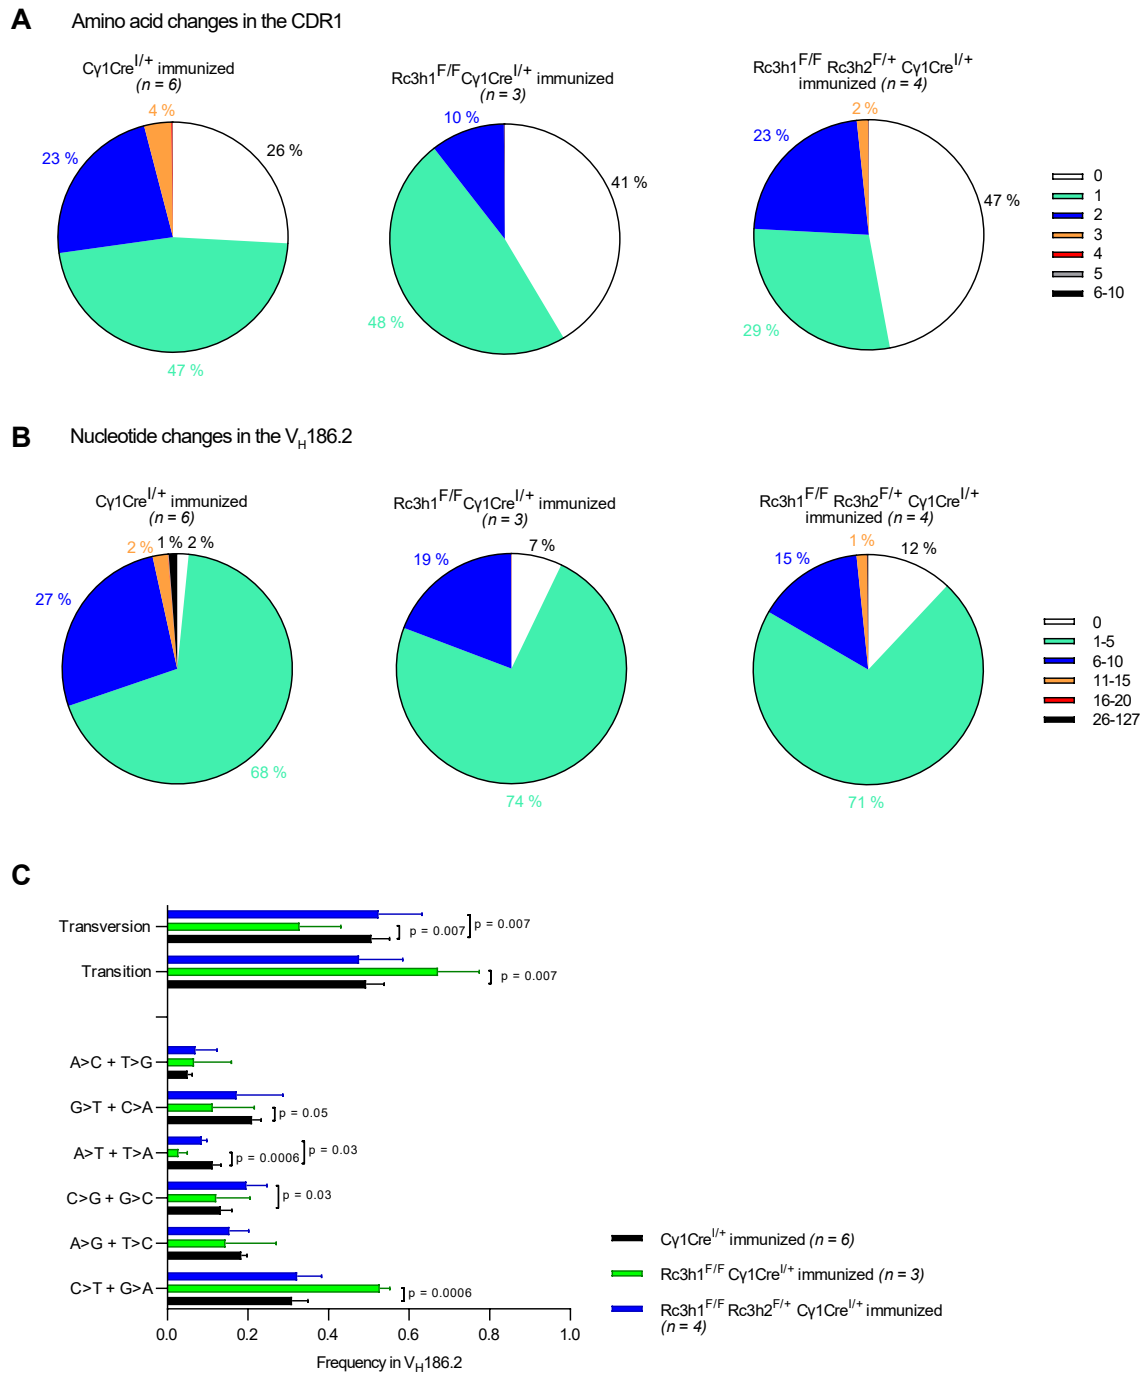 A Amino acid changes in the CDR1
Cγ1Cre^I/+ immunized
(n = 6)
Rc3h1^F/F Cγ1Cre^I/+ immunized
(n = 3)
Rc3h1^F/F Rc3h2^F/+ Cγ1Cre^I/+
immunized (n = 4)
4 %
23 %
26 %
47 %
10 %
41 %
48 %
2 %
23 %
47 %
29 %
0
1
2
3
4
5
6-10
B Nucleotide changes in the V_H186.2
Cγ1Cre^I/+ immunized
(n = 6)
Rc3h1^F/F Cγ1Cre^I/+ immunized
(n = 3)
Rc3h1^F/F Rc3h2^F/+ Cγ1Cre^I/+
immunized (n = 4)
2 % 1 % 2 %
27 %
68 %
7 %
19 %
74 %
1 %
12 %
15 %
71 %
0
1-5
6-10
11-15
16-20
26-127
C
Transversion
p = 0.007
p = 0.007
Transition
p = 0.007
A>C + T>G
G>T + C>A
p = 0.05
A>T + T>A
p = 0.0006
p = 0.03
C>G + G>C
p = 0.03
A>G + T>C
C>T + G>A
p = 0.0006
0.0 0.2 0.4 0.6 0.8 1.0
Frequency in V_H186.2
Cγ1Cre^I/+ immunized (n = 6)
Rc3h1^F/F Cγ1Cre^I/+ immunized (n = 3)
Rc3h1^F/F Rc3h2^F/+ Cγ1Cre^I/+ immunized
(n = 4)